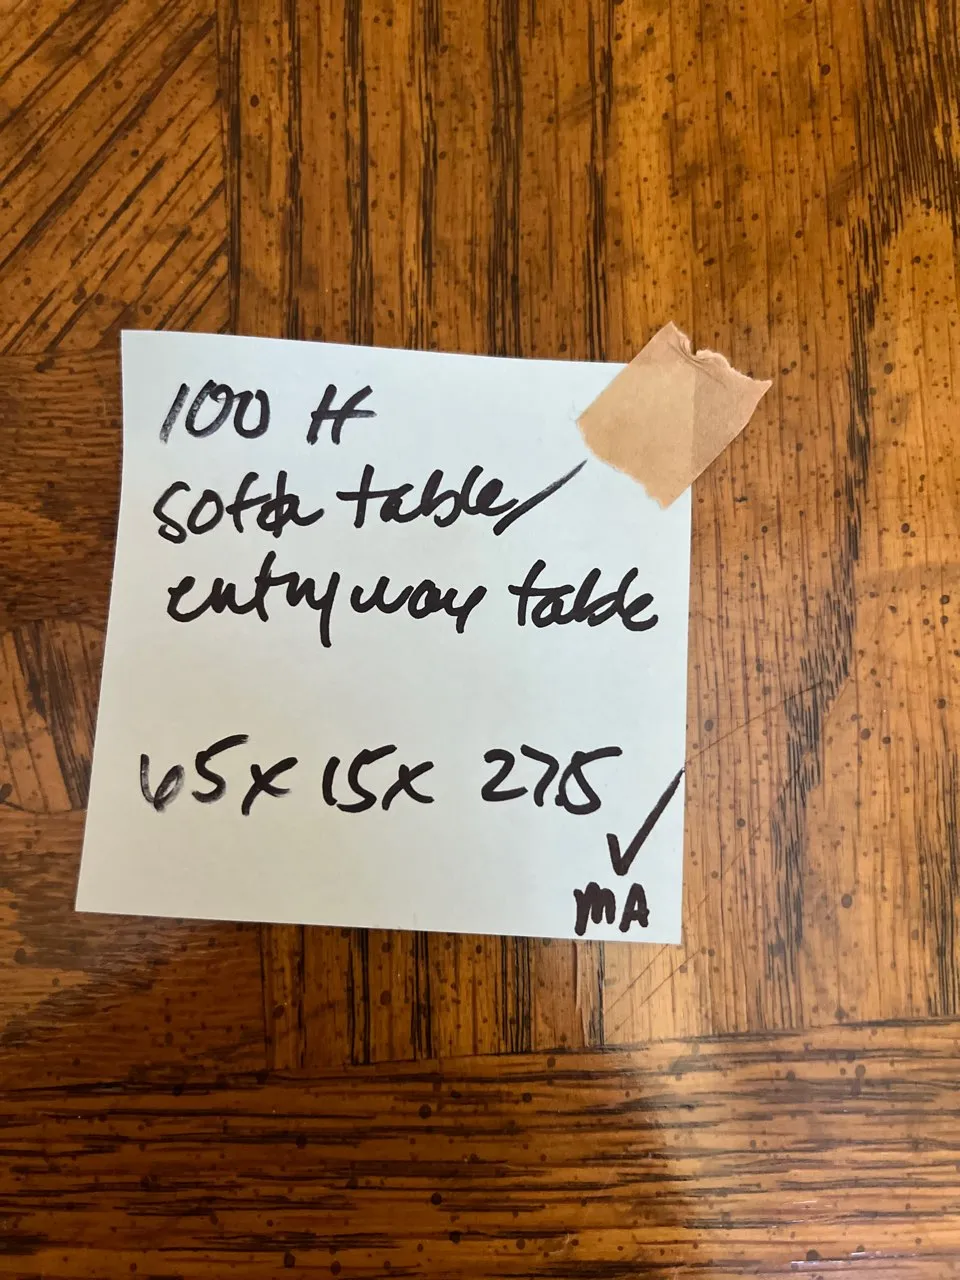 100 H
sofa table/
entryway table
65x 15x 27.5
✓
MA